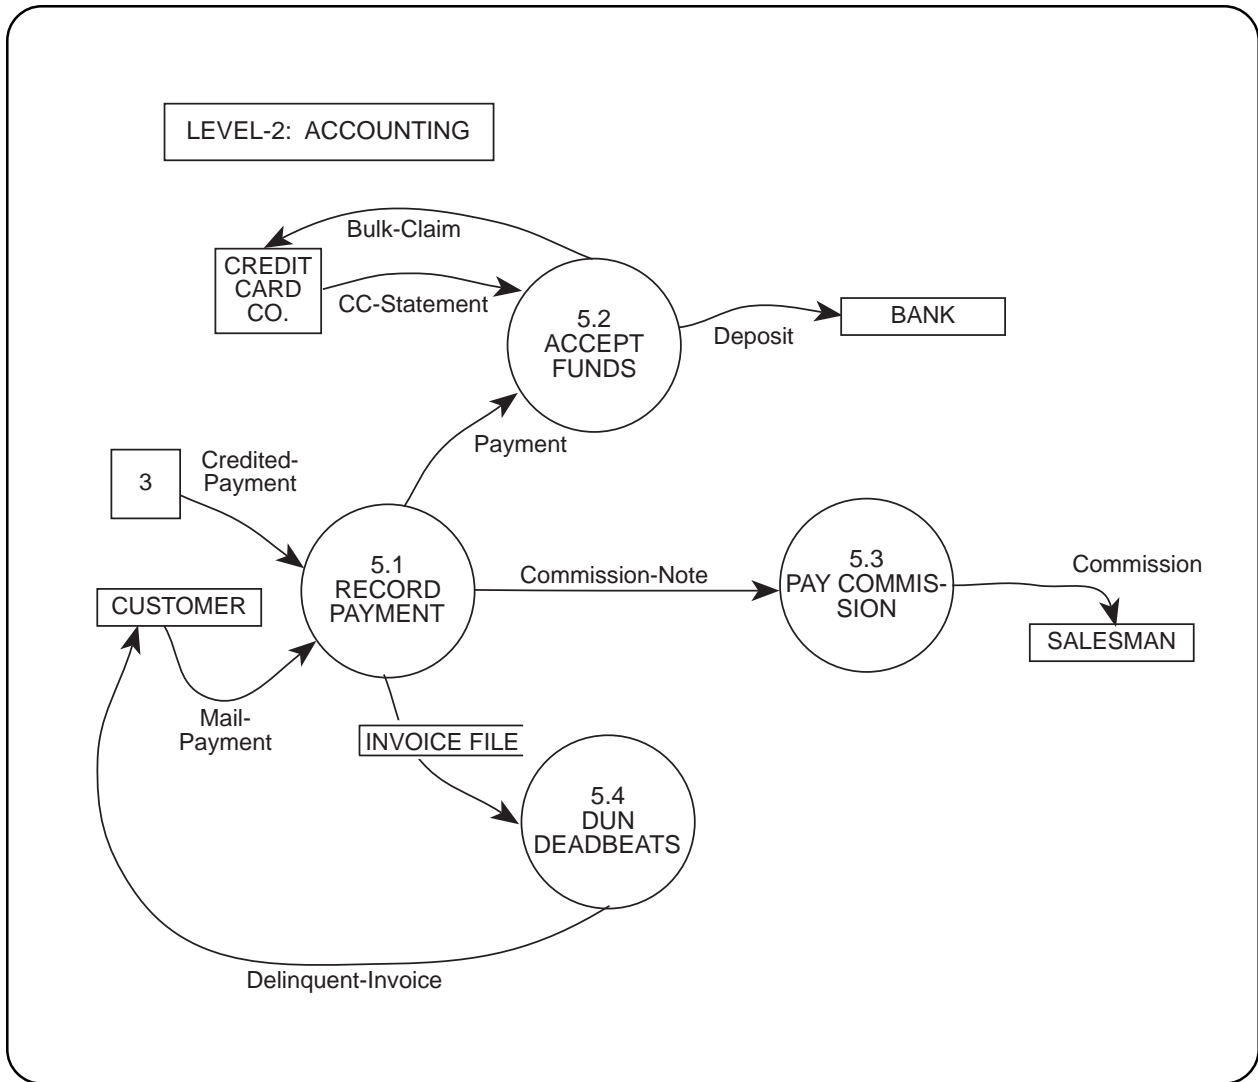 LEVEL-2: ACCOUNTING
Bulk-Claim
CREDIT
CARD
CO.
CC-Statement
5.2
ACCEPT
FUNDS
Deposit
BANK
Payment
3
Credited-
Payment
5.1
RECORD
PAYMENT
Commission-Note
5.3
PAY COMMIS-
SION
Commission
SALESMAN
CUSTOMER
Mail-
Payment
INVOICE FILE
5.4
DUN
DEADBEATS
Delinquent-Invoice